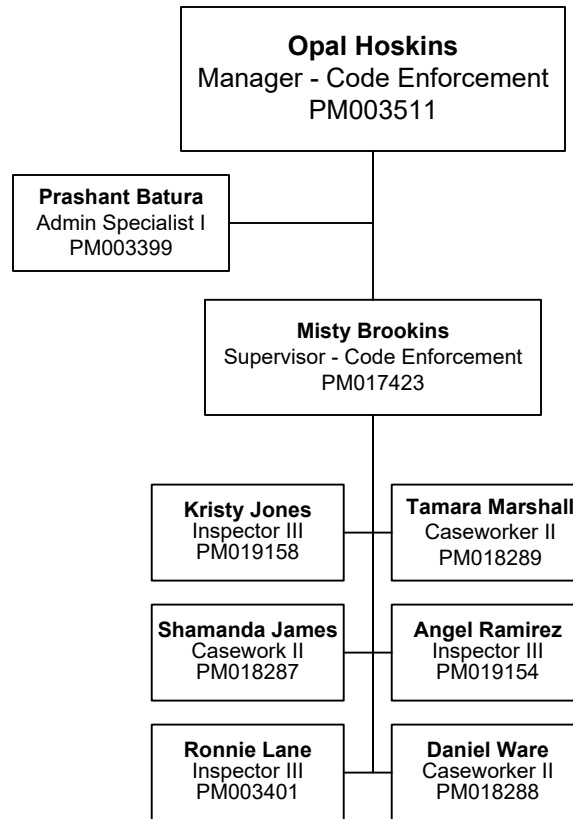 Opal Hoskins
Manager - Code Enforcement
PM003511
Prashant Batura
Admin Specialist I
PM003399
Misty Brookins
Supervisor - Code Enforcement
PM017423
Kristy Jones
Inspector III
PM019158
Tamara Marshall
Caseworker II
PM018289
Shamanda James
Casework II
PM018287
Angel Ramirez
Inspector III
PM019154
Ronnie Lane
Inspector III
PM003401
Daniel Ware
Caseworker II
PM018288